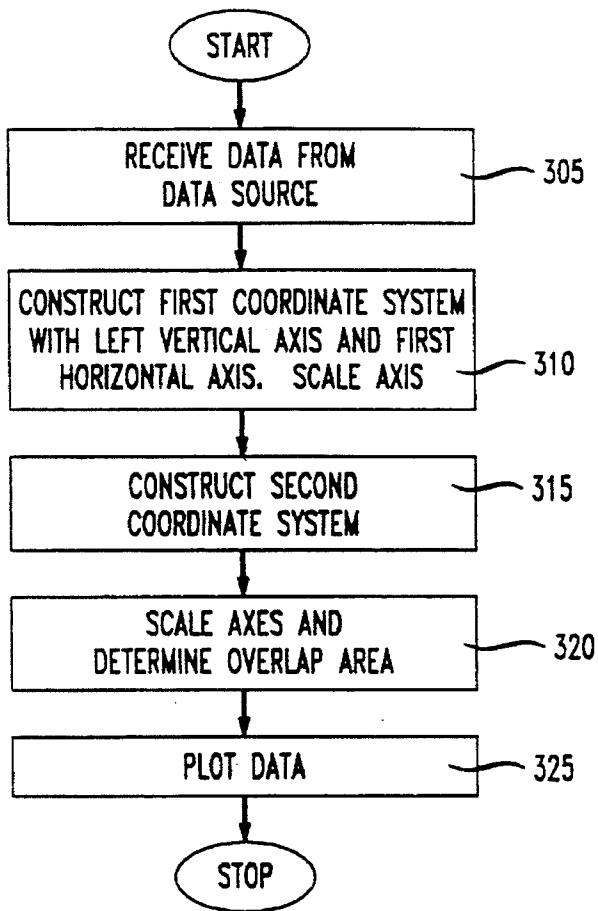 START
RECEIVE DATA FROM
DATA SOURCE
305
CONSTRUCT FIRST COORDINATE SYSTEM
WITH LEFT VERTICAL AXIS AND FIRST
HORIZONTAL AXIS. SCALE AXIS
310
CONSTRUCT SECOND
COORDINATE SYSTEM
315
SCALE AXES AND
DETERMINE OVERLAP AREA
320
PLOT DATA
325
STOP